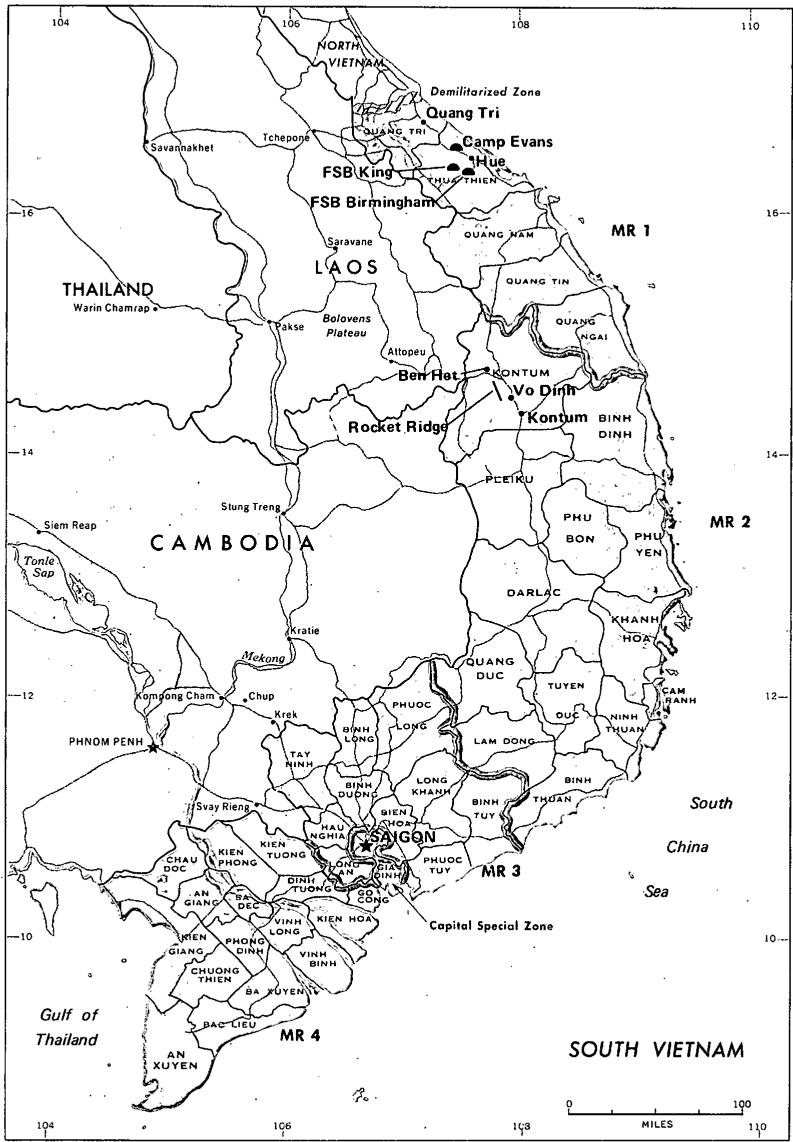 104
106
108
110
NORTH
VIETNAM
Demilitarized Zone
Quang Tri
QUANG TRI
Tchepone
Savannakhet
Camp Evans
Hue
FSB King
THUA THIEN
FSB Birmingham
16
16
MR 1
QUANG NAM
Saravane
LAOS
QUANG TIN
THAILAND
Warin Chamrap
Pakse
Bolovens
Plateau
QUANG
NGAI
Attopeu
Ben Het
KONTUM
Vo Dinh
Rocket Ridge
Kontum
BINH
DINH
14
14
PLEIKU
Stung Treng
Siem Reap
CAMBODIA
PHU
BON
MR 2
PHU
YEN
Tonle
Sap
DARLAC
KHANH
HOA
Kratie
Mekong
QUANG
DUC
Kompong Cham
Chup
12
12
TUYEN
DUC
CAM
RANH
PHUOC
LONG
Krek
BINH
LONG
NINH
THUAN
PHNOM PENH
LAM DONG
TAY
NINH
BINH
THUAN
LONG
KHANH
BINH
DUONG
BINH
TUY
Svay Rieng
BIEN
HOA
HAU
NGHIA
SAIGON
South
China
Sea
KIEN
PHONG
KIEN
TUONG
CHAU
DOC
LONG
AN
GIA
DINH
PHUOC
TUY
MR 3
DINH
TUONG
GO
CONG
AN
GIANG
SA
DEC
Capital Special Zone
KIEN HOA
VINH
LONG
10
10
KIEN
GIANG
PHONG
DINH
VINH
BINH
CHUONG
THIEN
BA XUYEN
Gulf of
Thailand
BAC LIEU
MR 4
AN
XUYEN
SOUTH VIETNAM
0
100
MILES
104
106
108
110